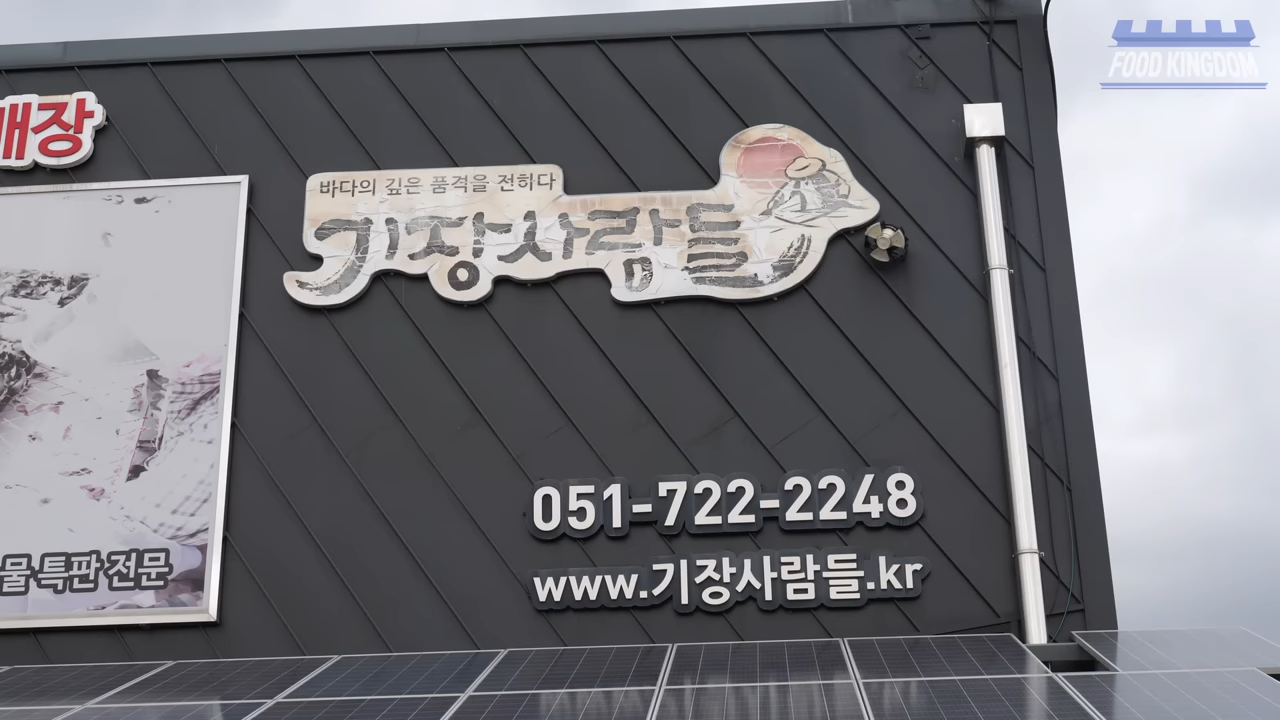 FOOD KINGDOM
매장
바다의 깊은 품격을 전하다
기장사람들
051-722-2248
www.기장사람들.kr
물 특판 전문